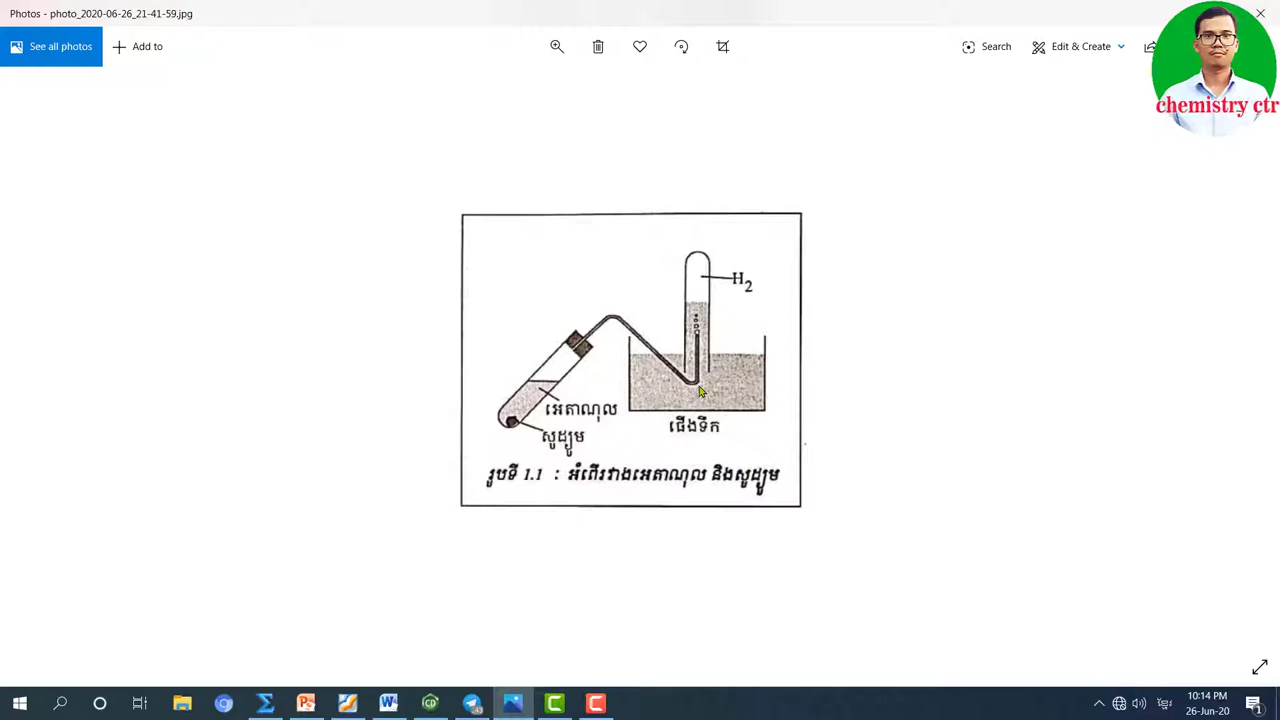 Photos - photo_2020-06-26_21-41-59.jpg
See all photos
Add to
Search
Edit & Create
chemistry ctr
H2
អេតាណុល
សូដ្យូម
ផើងទឹក
រូបទី 1.1 : អំពើរវាងអេតាណុល និងសូដ្យូម
10:14 PM
26-Jun-20
1